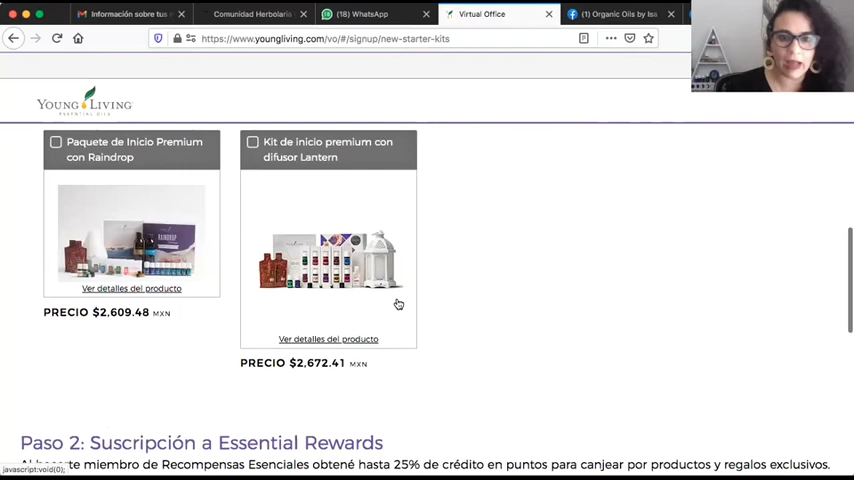 Información sobre tus
Comunidad Herbolario
(18) WhatsApp
Virtual Office
(1) Organic Oils by Isa
https://www.youngliving.com/vo/#/signup/new-starter-kits
YOUNG LIVING
ESSENTIAL OILS
Paquete de Inicio Premium
con Raindrop
Kit de inicio premium con
difusor Lantern
RAINDROP
Ver detalles del producto
PRECIO $2,609.48 MXN
Ver detalles del producto
PRECIO $2,672.41 MXN
Paso 2: Suscripción a Essential Rewards
miembro de Recompensas Esenciales obtené hasta 25% de crédito en puntos para canjear por productos y regalos exclusivos.
javascript:void(0);